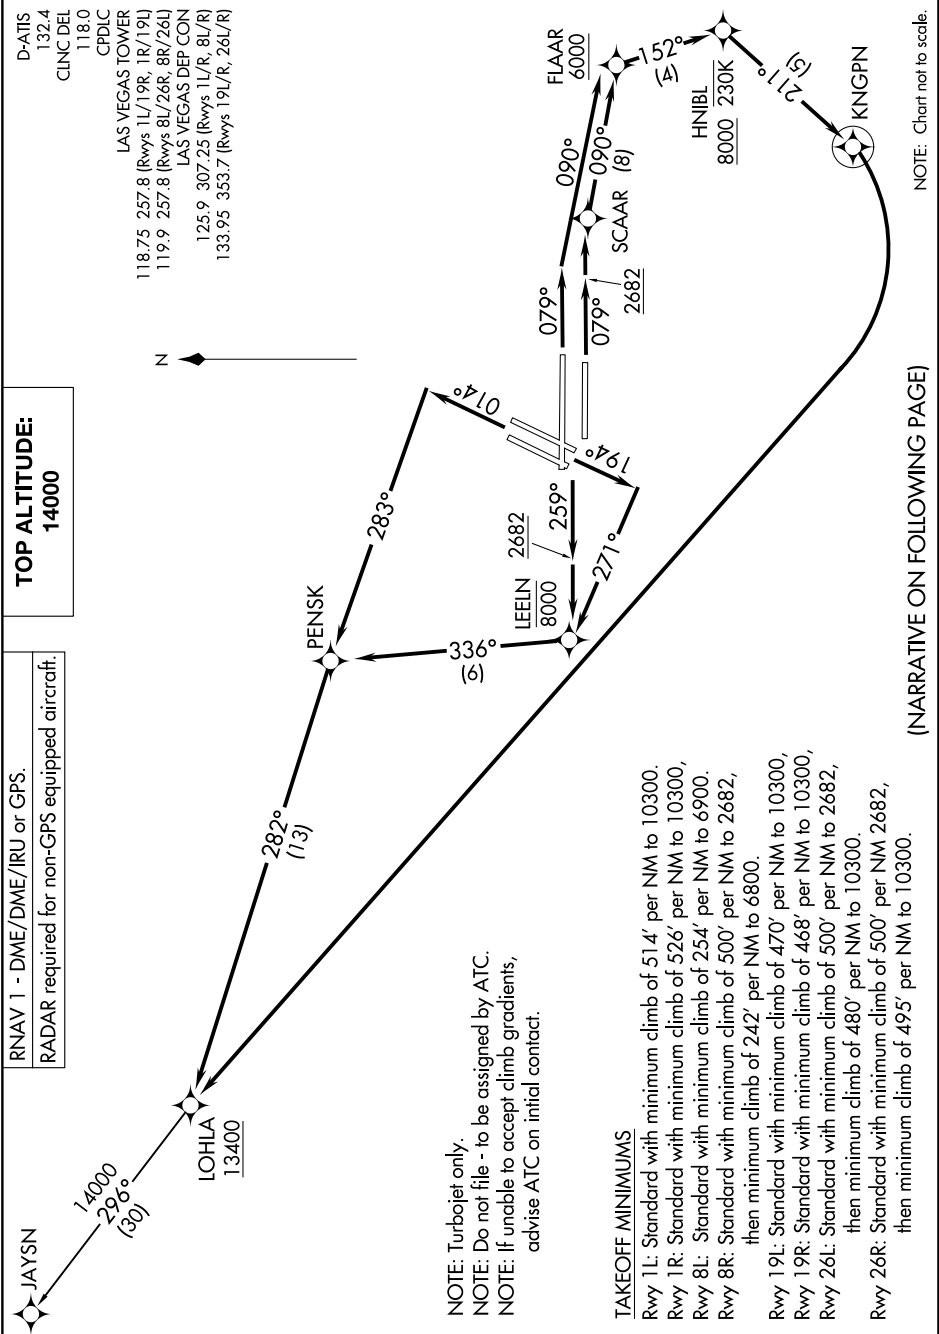 RNAV 1 - DME/DME/IRU or GPS.
RADAR required for non-GPS equipped aircraft.
TOP ALTITUDE:
14000
D-ATIS
132.4
CLNC DEL
118.0
CPDLC
LAS VEGAS TOWER
118.75 257.8 (Rwys 1L/19R, 1R/19L)
119.9 257.8 (Rwys 8L/26R, 8R/26L)
LAS VEGAS DEP CON
125.9 307.25 (Rwys 1L/R, 8L/R)
133.95 353.7 (Rwys 19L/R, 26L/R)
N
JAYSN
14000
296°
(30)
LOHLA
13400
282°
(13)
PENSK
283°
014°
336°
(6)
LEELN
8000
2682
259°
271°
194°
079°
079°
2682
090°
090°
(8)
SCAAR
FLAAR
6000
152°
(4)
HNIBL
8000 230K
211°
(5)
KNGPN
NOTE: Turbojet only.
NOTE: Do not file - to be assigned by ATC.
NOTE: If unable to accept climb gradients,
advise ATC on intial contact.
TAKEOFF MINIMUMS
Rwy 1L: Standard with minimum climb of 514' per NM to 10300.
Rwy 1R: Standard with minimum climb of 526' per NM to 10300,
Rwy 8L: Standard with minimum climb of 254' per NM to 6900.
Rwy 8R: Standard with minimum climb of 500' per NM to 2682,
then minimum climb of 242' per NM to 6800.
Rwy 19L: Standard with minimum climb of 470' per NM to 10300,
Rwy 19R: Standard with minimum climb of 468' per NM to 10300,
Rwy 26L: Standard with minimum climb of 500' per NM to 2682,
then minimum climb of 480' per NM to 10300.
Rwy 26R: Standard with minimum climb of 500' per NM 2682,
then minimum climb of 495' per NM to 10300.
(NARRATIVE ON FOLLOWING PAGE)
NOTE: Chart not to scale.